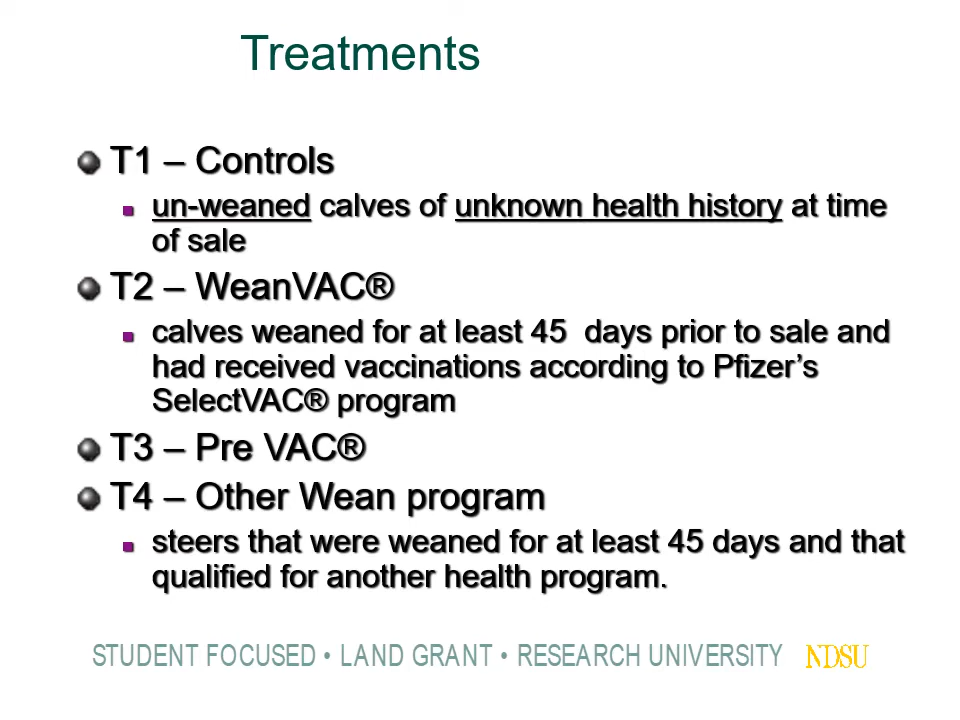 Treatments
T1 – Controls
un-weaned calves of unknown health history at time
of sale
T2 – WeanVAC®
calves weaned for at least 45  days prior to sale and
had received vaccinations according to Pfizer’s
SelectVAC® program
T3 – Pre VAC®
T4 – Other Wean program
steers that were weaned for at least 45 days and that
qualified for another health program.
STUDENT FOCUSED • LAND GRANT • RESEARCH UNIVERSITY NDSU